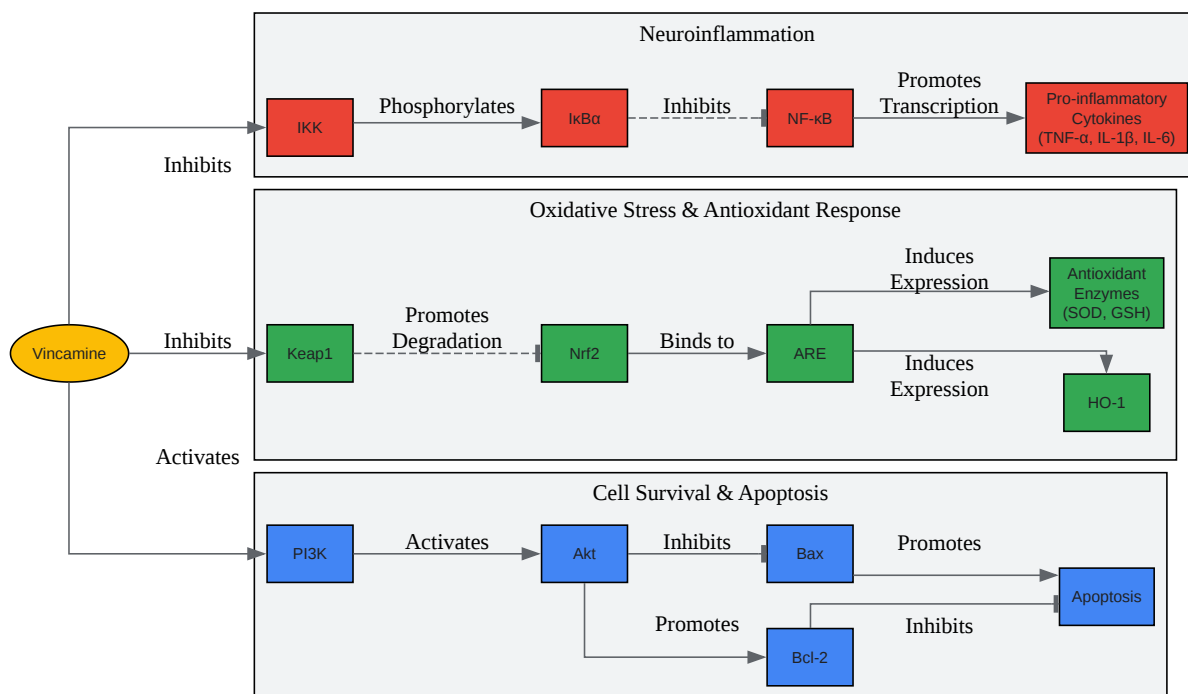 Neuroinflammation
IKK
Phosphorylates
IκBα
Inhibits
NF-κB
Promotes
Transcription
Pro-inflammatory
Cytokines
(TNF-α, IL-1β, IL-6)
Inhibits
Oxidative Stress & Antioxidant Response
Vincamine
Inhibits
Keap1
Promotes
Degradation
Nrf2
Binds to
ARE
Induces
Expression
Antioxidant
Enzymes
(SOD, GSH)
Induces
Expression
HO-1
Activates
Cell Survival & Apoptosis
PI3K
Activates
Akt
Inhibits
Bax
Promotes
Apoptosis
Promotes
Bcl-2
Inhibits